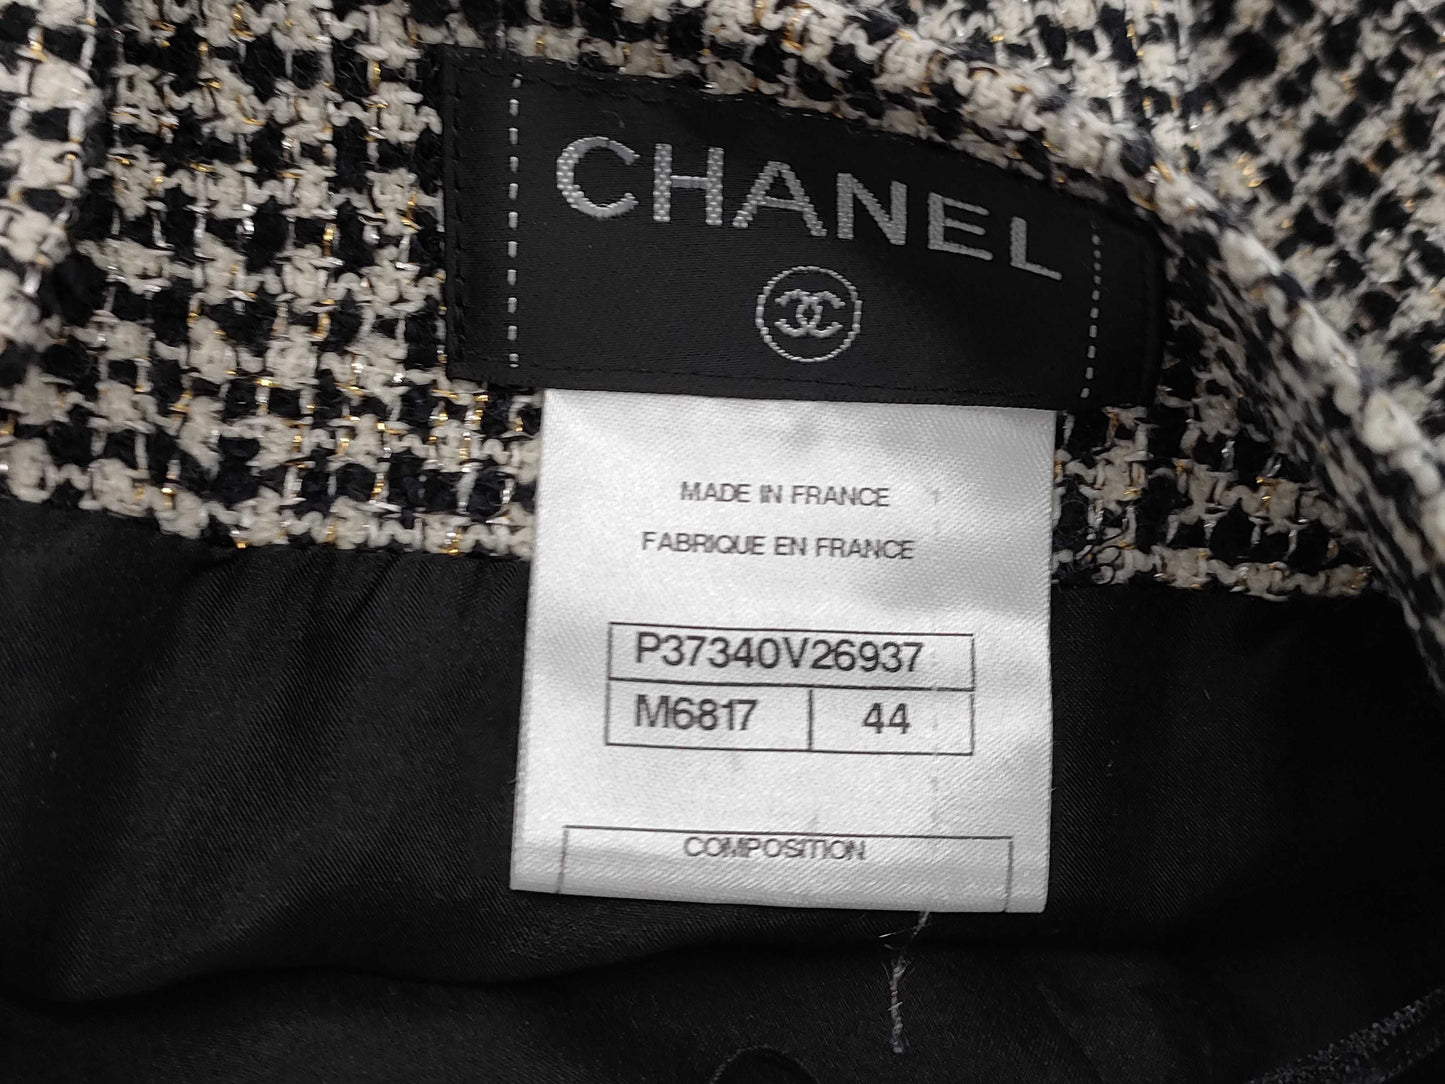 CHANEL
MADE IN FRANCE
FABRIQUE EN FRANCE
P37340V26937
M6817 44
COMPOSITION